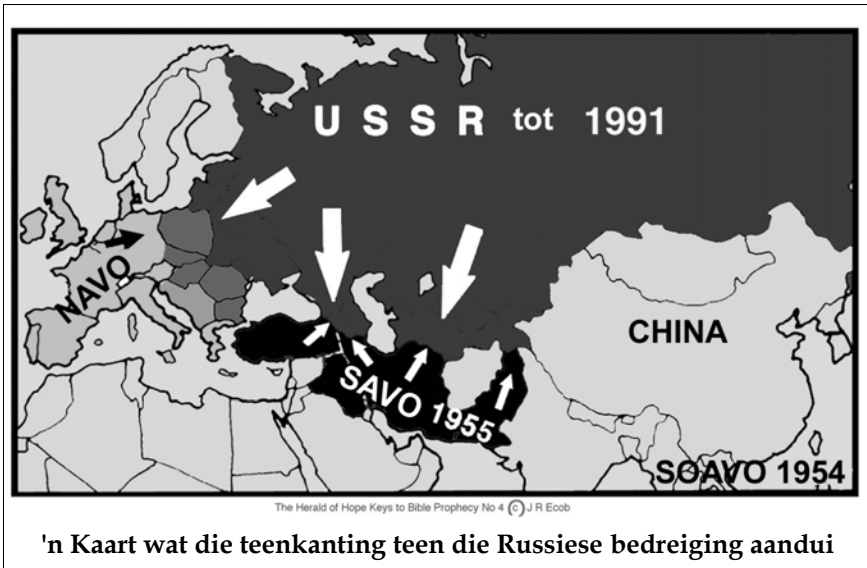 USSR tot 1991
NAVO
CHINA
SAVO 1955
SOAVO 1954
The Herald of Hope Keys to Bible Prophecy No 4 (c) J R Ecob
'n Kaart wat die teenkanting teen die Russiese bedreiging aandui